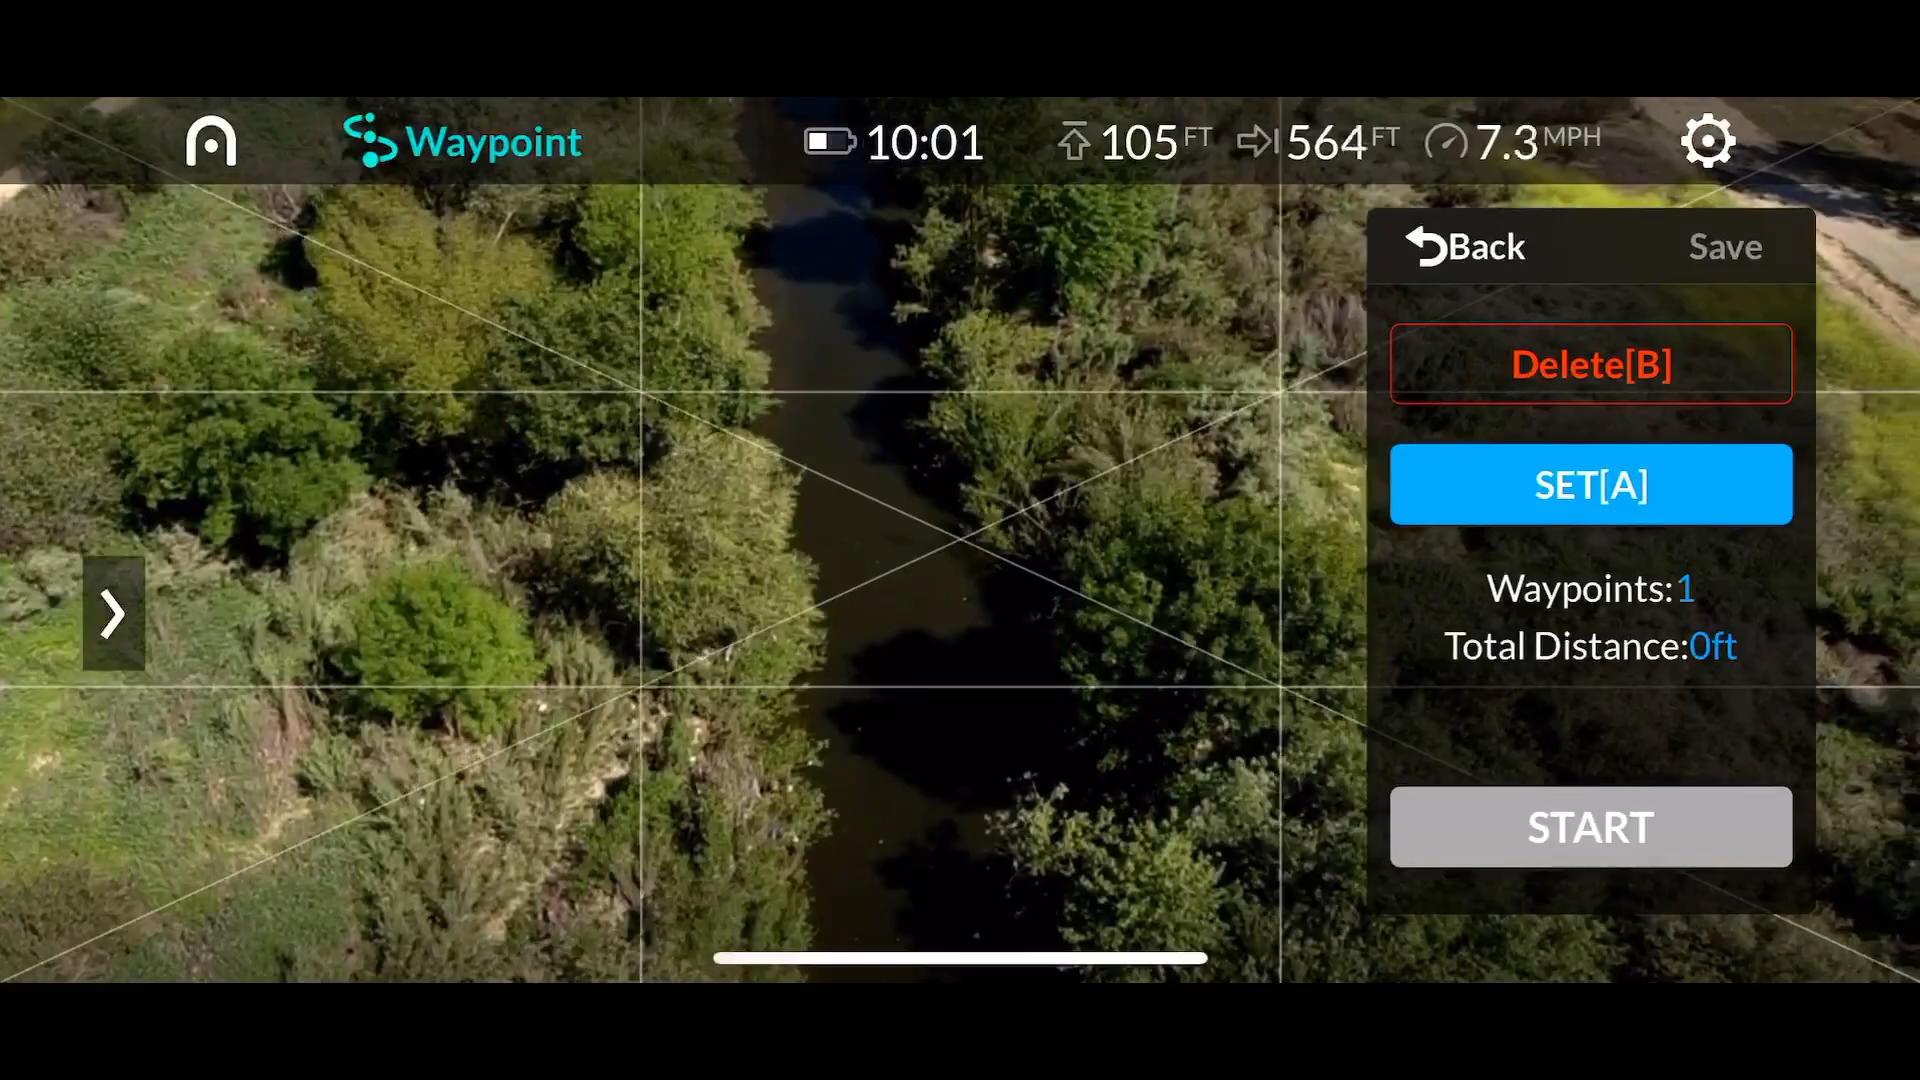 Waypoint 10:01 105FT 564FT 7.3MPH
Back Save
Delete[B]
SET[A]
Waypoints:1
Total Distance:0ft
START